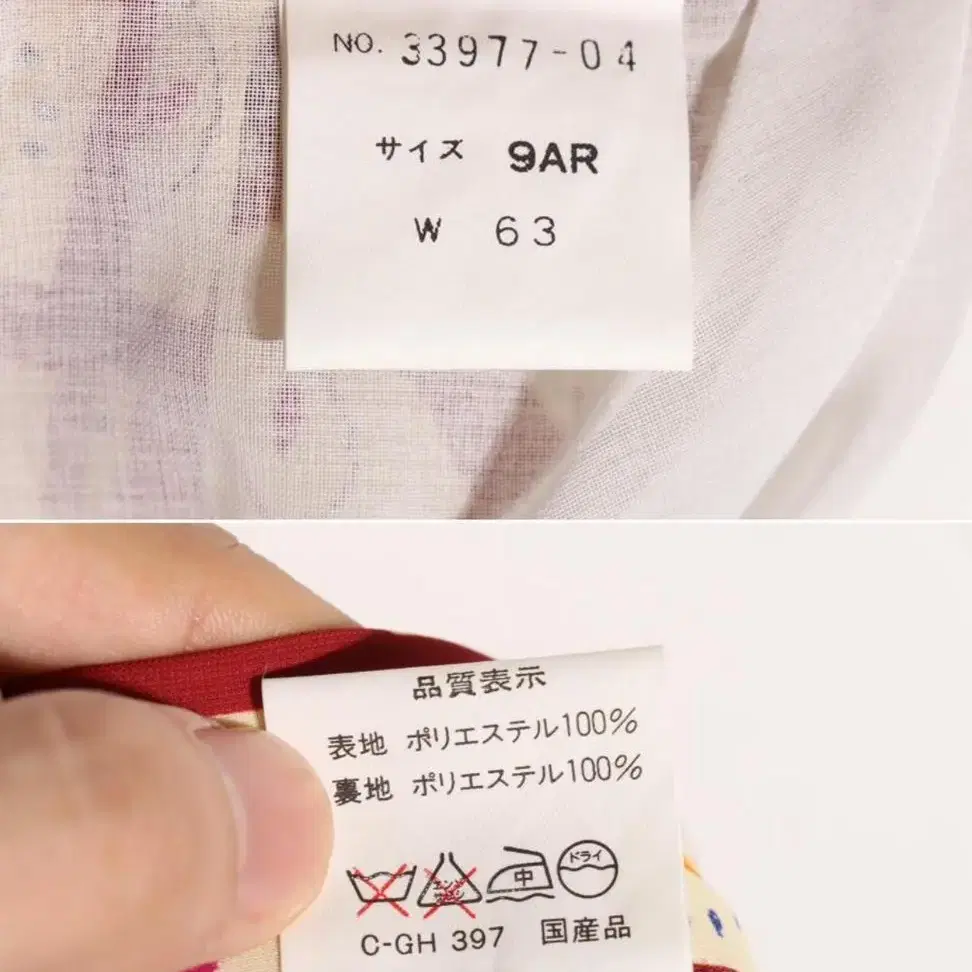 NO. 33977-04
サイズ 9AR
W 63
品質表示
表地 ポリエステル100%
裏地 ポリエステル100%
中 ドライ
C-GH 397 国産品